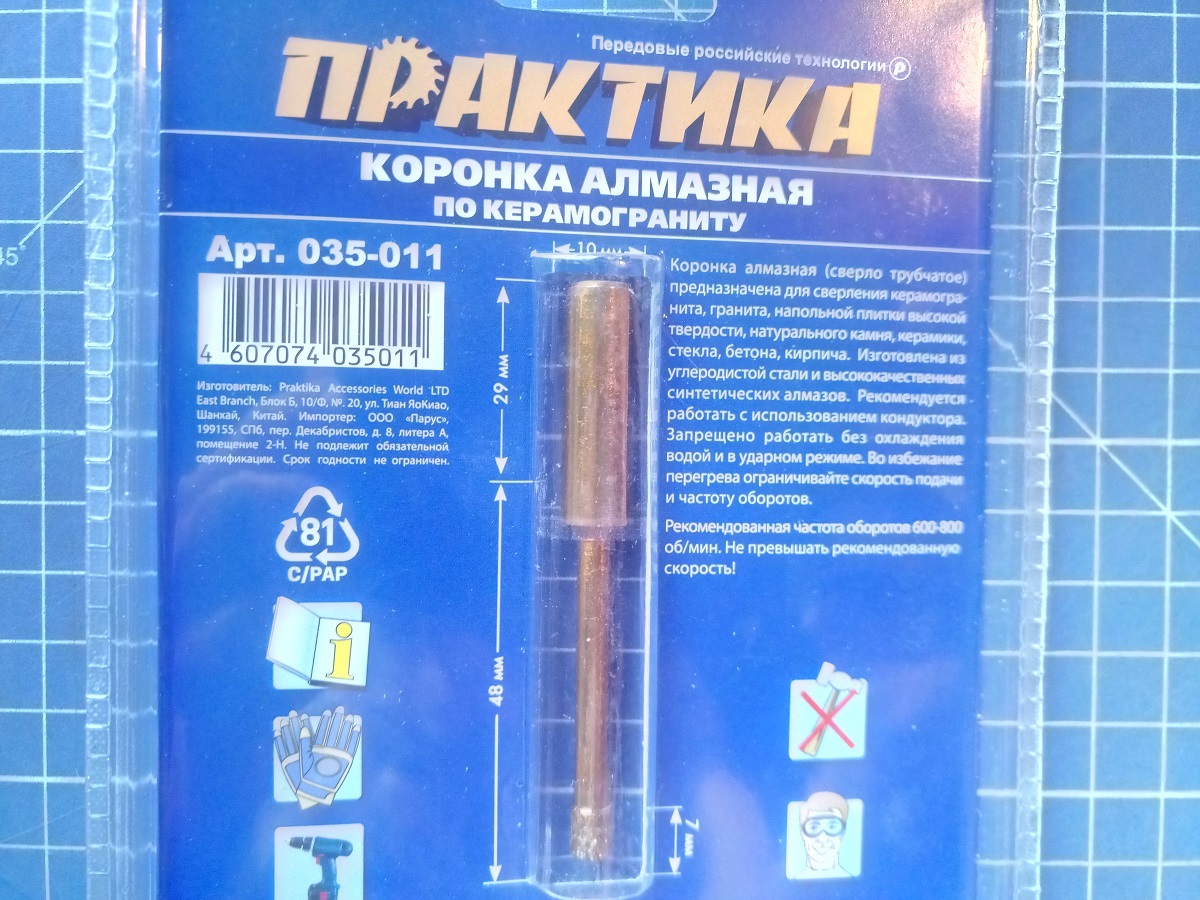 Передовые российские технологии Р
ПРАКТИКА
КОРОНКА АЛМАЗНАЯ
ПО КЕРАМОГРАНИТУ
Арт. 035-011
4 607074 035011
Изготовитель: Praktika Accessories World LTD
East Branch, Блок Б, 10/Ф, №. 20, ул. Тиан ЯоКиао,
Шанхай, Китай. Импортер: ООО «Парус»,
199155, СПб, пер. Декабристов, д. 8, литера А,
помещение 2-Н. Не подлежит обязательной
сертификации. Срок годности не ограничен.
81
C/PAP
i
10 мм
29 мм
48 мм
7 мм
Коронка алмазная (сверло трубчатое)
предназначена для сверления керамогра-
нита, гранита, напольной плитки высокой
твердости, натурального камня, керамики,
стекла, бетона, кирпича. Изготовлена из
углеродистой стали и высококачественных
синтетических алмазов. Рекомендуется
работать с использованием кондуктора.
Запрещено работать без охлаждения
водой и в ударном режиме. Во избежание
перегрева ограничивайте скорость подачи
и частоту оборотов.
Рекомендованная частота оборотов 600-800
об/мин. Не превышать рекомендованную
скорость!
45°